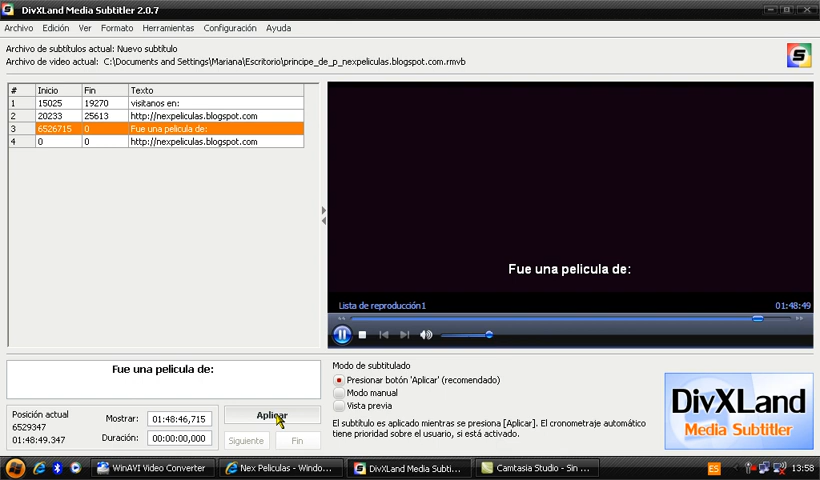 DivXLand Media Subtitler 2.0.7
Archivo Edición Ver Formato Herramientas Configuración Ayuda
Archivo de subtítulos actual: Nuevo subtítulo
Archivo de video actual: C:\Documents and Settings\Mariana\Escritorio\principe_de_p_nexpeliculas.blogspot.com.rmvb
# Inicio Fin Texto
1 15025 19270 visitanos en:
2 20233 25613 http://nexpeliculas.blogspot.com
3 6526715 0 Fue una pelicula de:
4 0 0 http://nexpeliculas.blogspot.com
Fue una pelicula de:
Lista de reproducción1 01:48:49
Fue una pelicula de:
Posición actual
6529347
01:48:49.347
Mostrar: 01:48:46,715
Duración: 00:00:00,000
Aplicar
Siguiente Fin
Modo de subtitulado
Presionar botón 'Aplicar' (recomendado)
Modo manual
Vista previa
El subtítulo es aplicado mientras se presiona [Aplicar]. El cronometraje automático
tiene prioridad sobre el usuario, si está activado.
DivXLand
Media Subtitler
WinAVI Video Converter Nex Peliculas - Windo... DivXLand Media Subti... Camtasia Studio - Sin ... ES 13:58